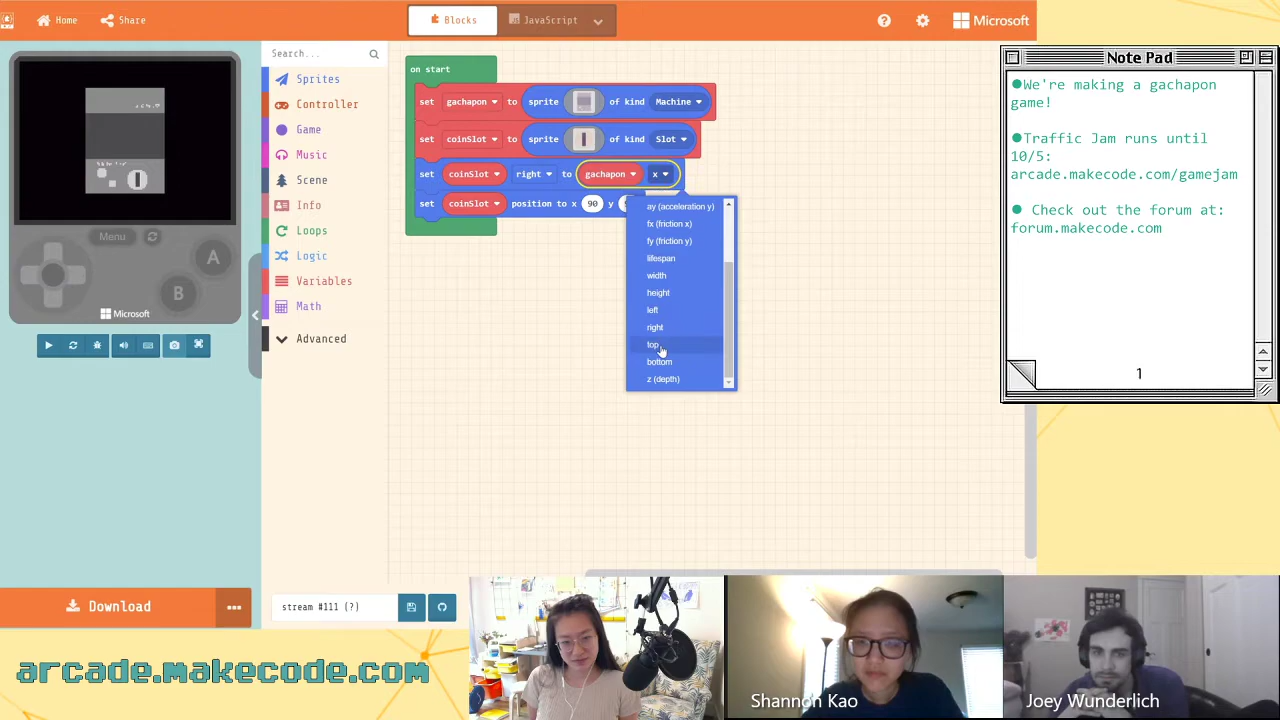 Home
Share
Blocks
JavaScript
Microsoft
Menu
A
B
Microsoft
Search...
Sprites
Controller
Game
Music
Scene
Info
Loops
Logic
Variables
Math
Advanced
on start
set gachapon to sprite of kind Machine
set coinSlot to sprite of kind Slot
set coinSlot right to gachapon x
set coinSlot position to x 90 y
ay (acceleration y)
fx (friction x)
fy (friction y)
lifespan
width
height
left
right
top
bottom
z (depth)
Note Pad
●We're making a gachapon
game!
●Traffic Jam runs until
10/5:
arcade.makecode.com/gamejam
● Check out the forum at:
forum.makecode.com
1
Download
stream #111 (?)
arcade.makecode.com
Shannon Kao
Joey Wunderlich